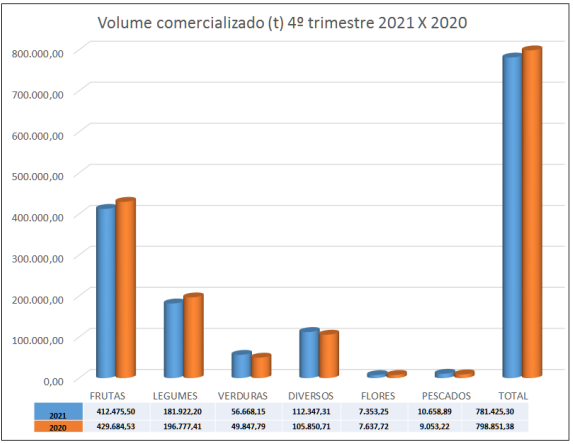 Volume comercializado (t) 4º trimestre 2021 X 2020
800.000,00
700.000,00
600.000,00
500.000,00
400.000,00
300.000,00
200.000,00
100.000,00
0,00
FRUTAS LEGUMES VERDURAS DIVERSOS FLORES PESCADOS TOTAL
2021 412.475,50 181.922,20 56.668,15 112.347,31 7.353,25 10.658,89 781.425,30
2020 429.684,53 196.777,41 49.847,79 105.850,71 7.637,72 9.053,22 798.851,38